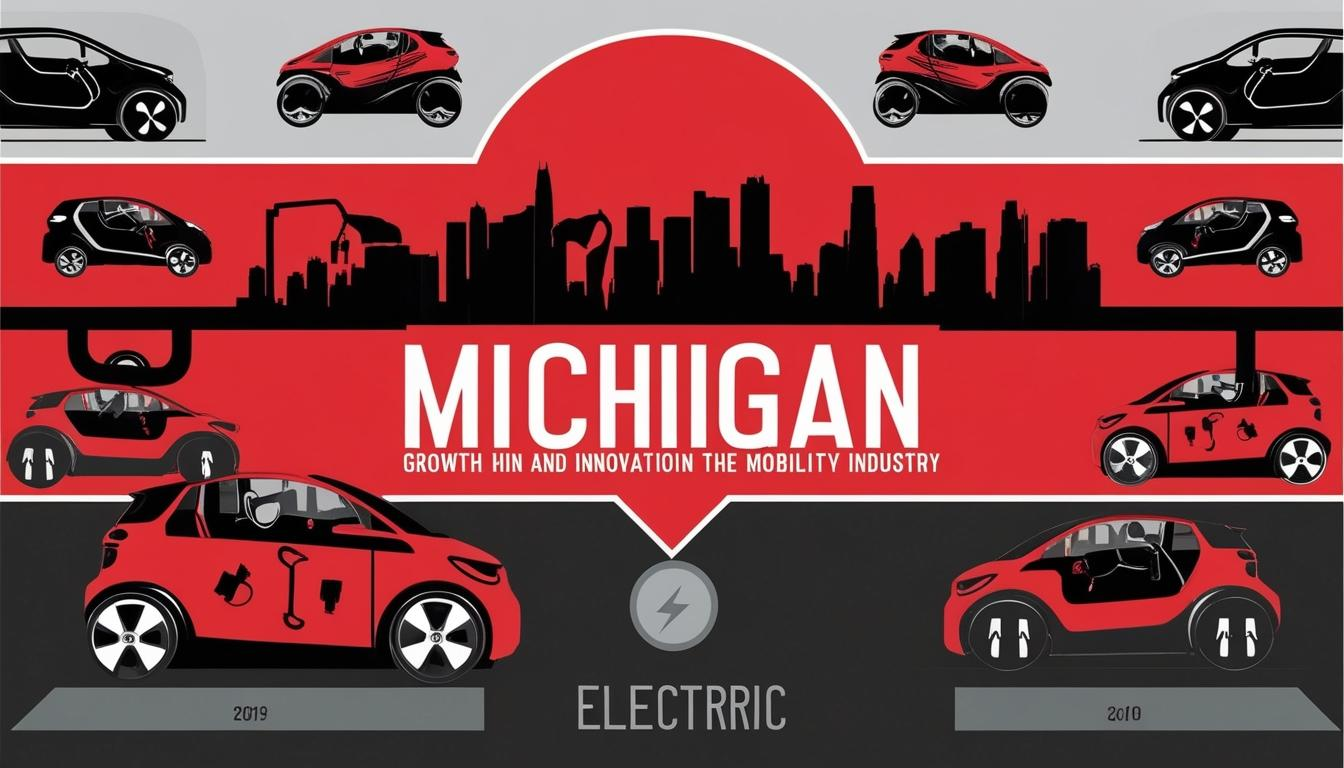 MICHIIGAN
GROWTH HIN AND INNOVATIOIN THE MOBILITY INDUSTRY
ELECTRRIC
2019
2010